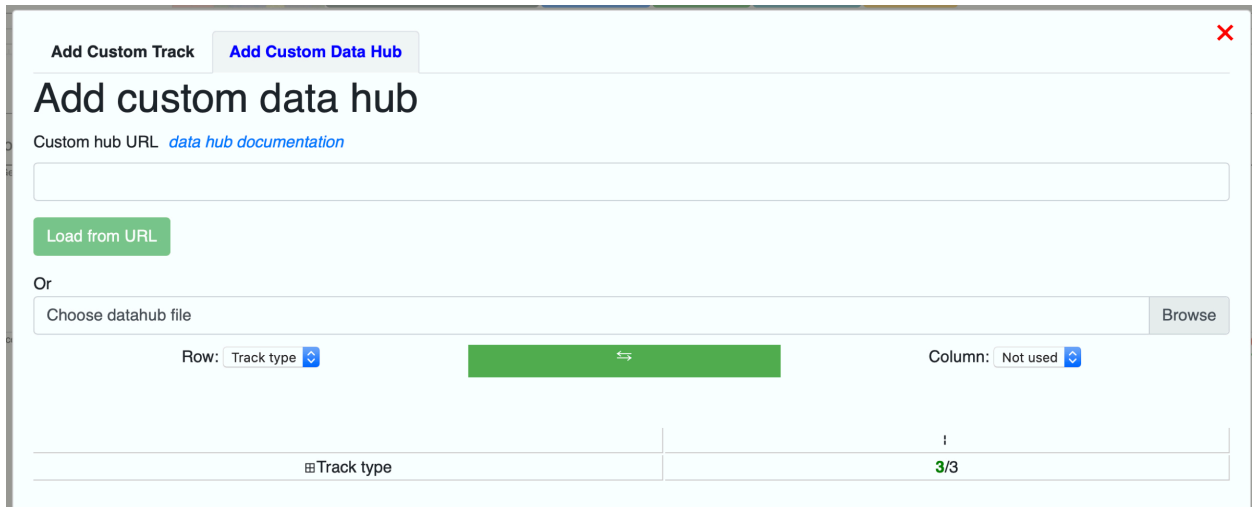 Add Custom Track Add Custom Data Hub
Add custom data hub
Custom hub URL data hub documentation
Load from URL
Or
Choose datahub file Browse
Row: Track type Column: Not used
Track type 3/3